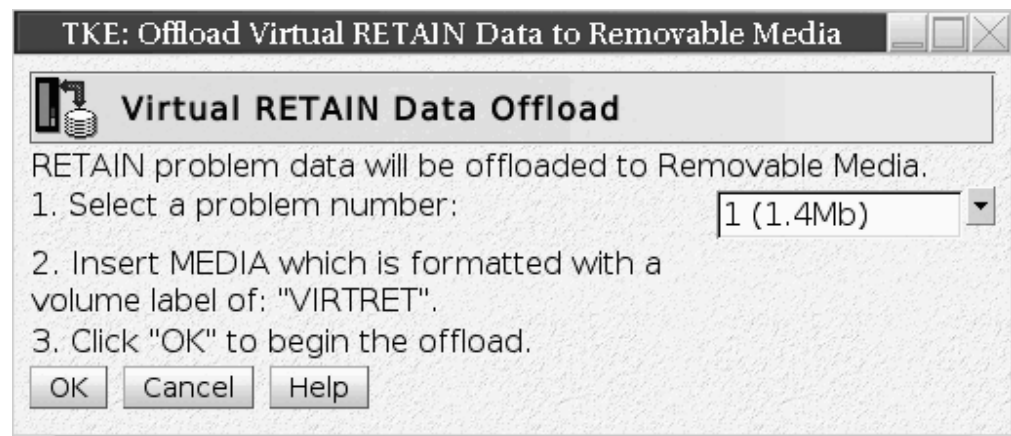 TKE: Offload Virtual RETAIN Data to Removable Media
Virtual RETAIN Data Offload
RETAIN problem data will be offloaded to Removable Media.
1. Select a problem number:
1 (1.4Mb)
2. Insert MEDIA which is formatted with a
volume label of: "VIRTRET".
3. Click "OK" to begin the offload.
OK Cancel Help